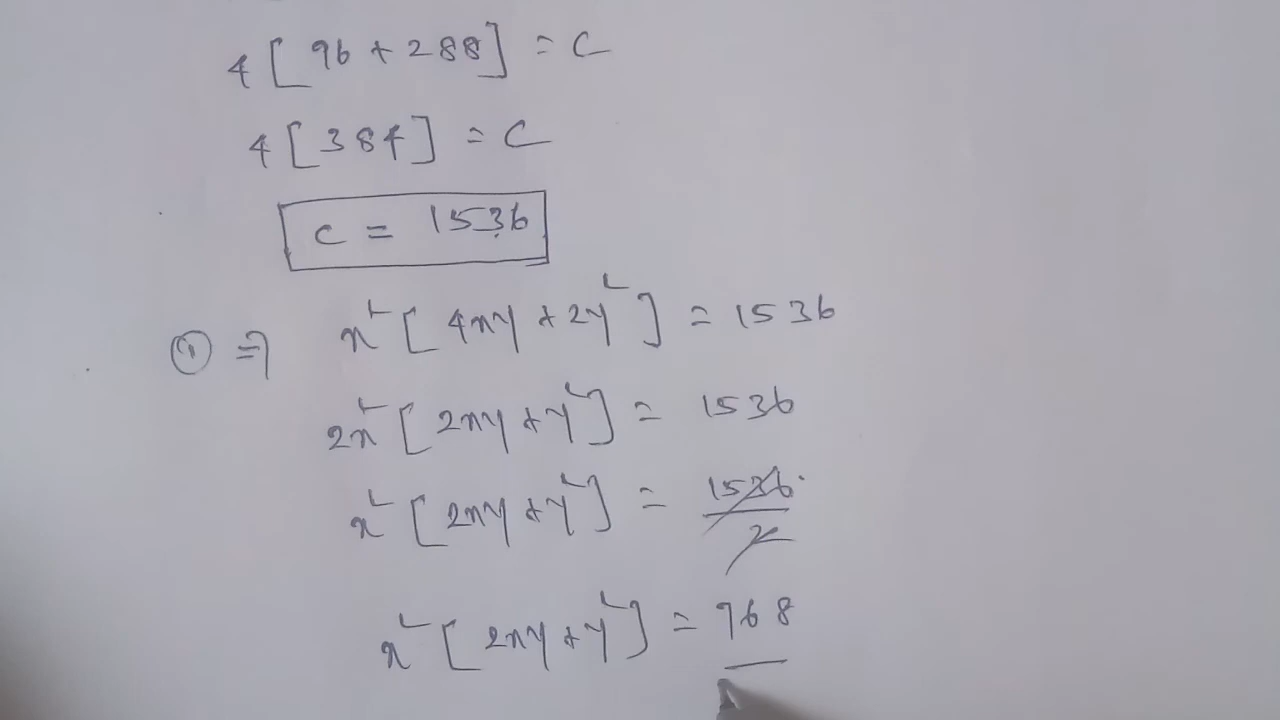 4[96+288] = C
4[384] = C
C = 1536
① ⇒ x²[4xy+2y²] = 1536
2x²[2xy+y²] = 1536
x²[2xy+y²] = 1536/2
x²[2xy+y²] = 768